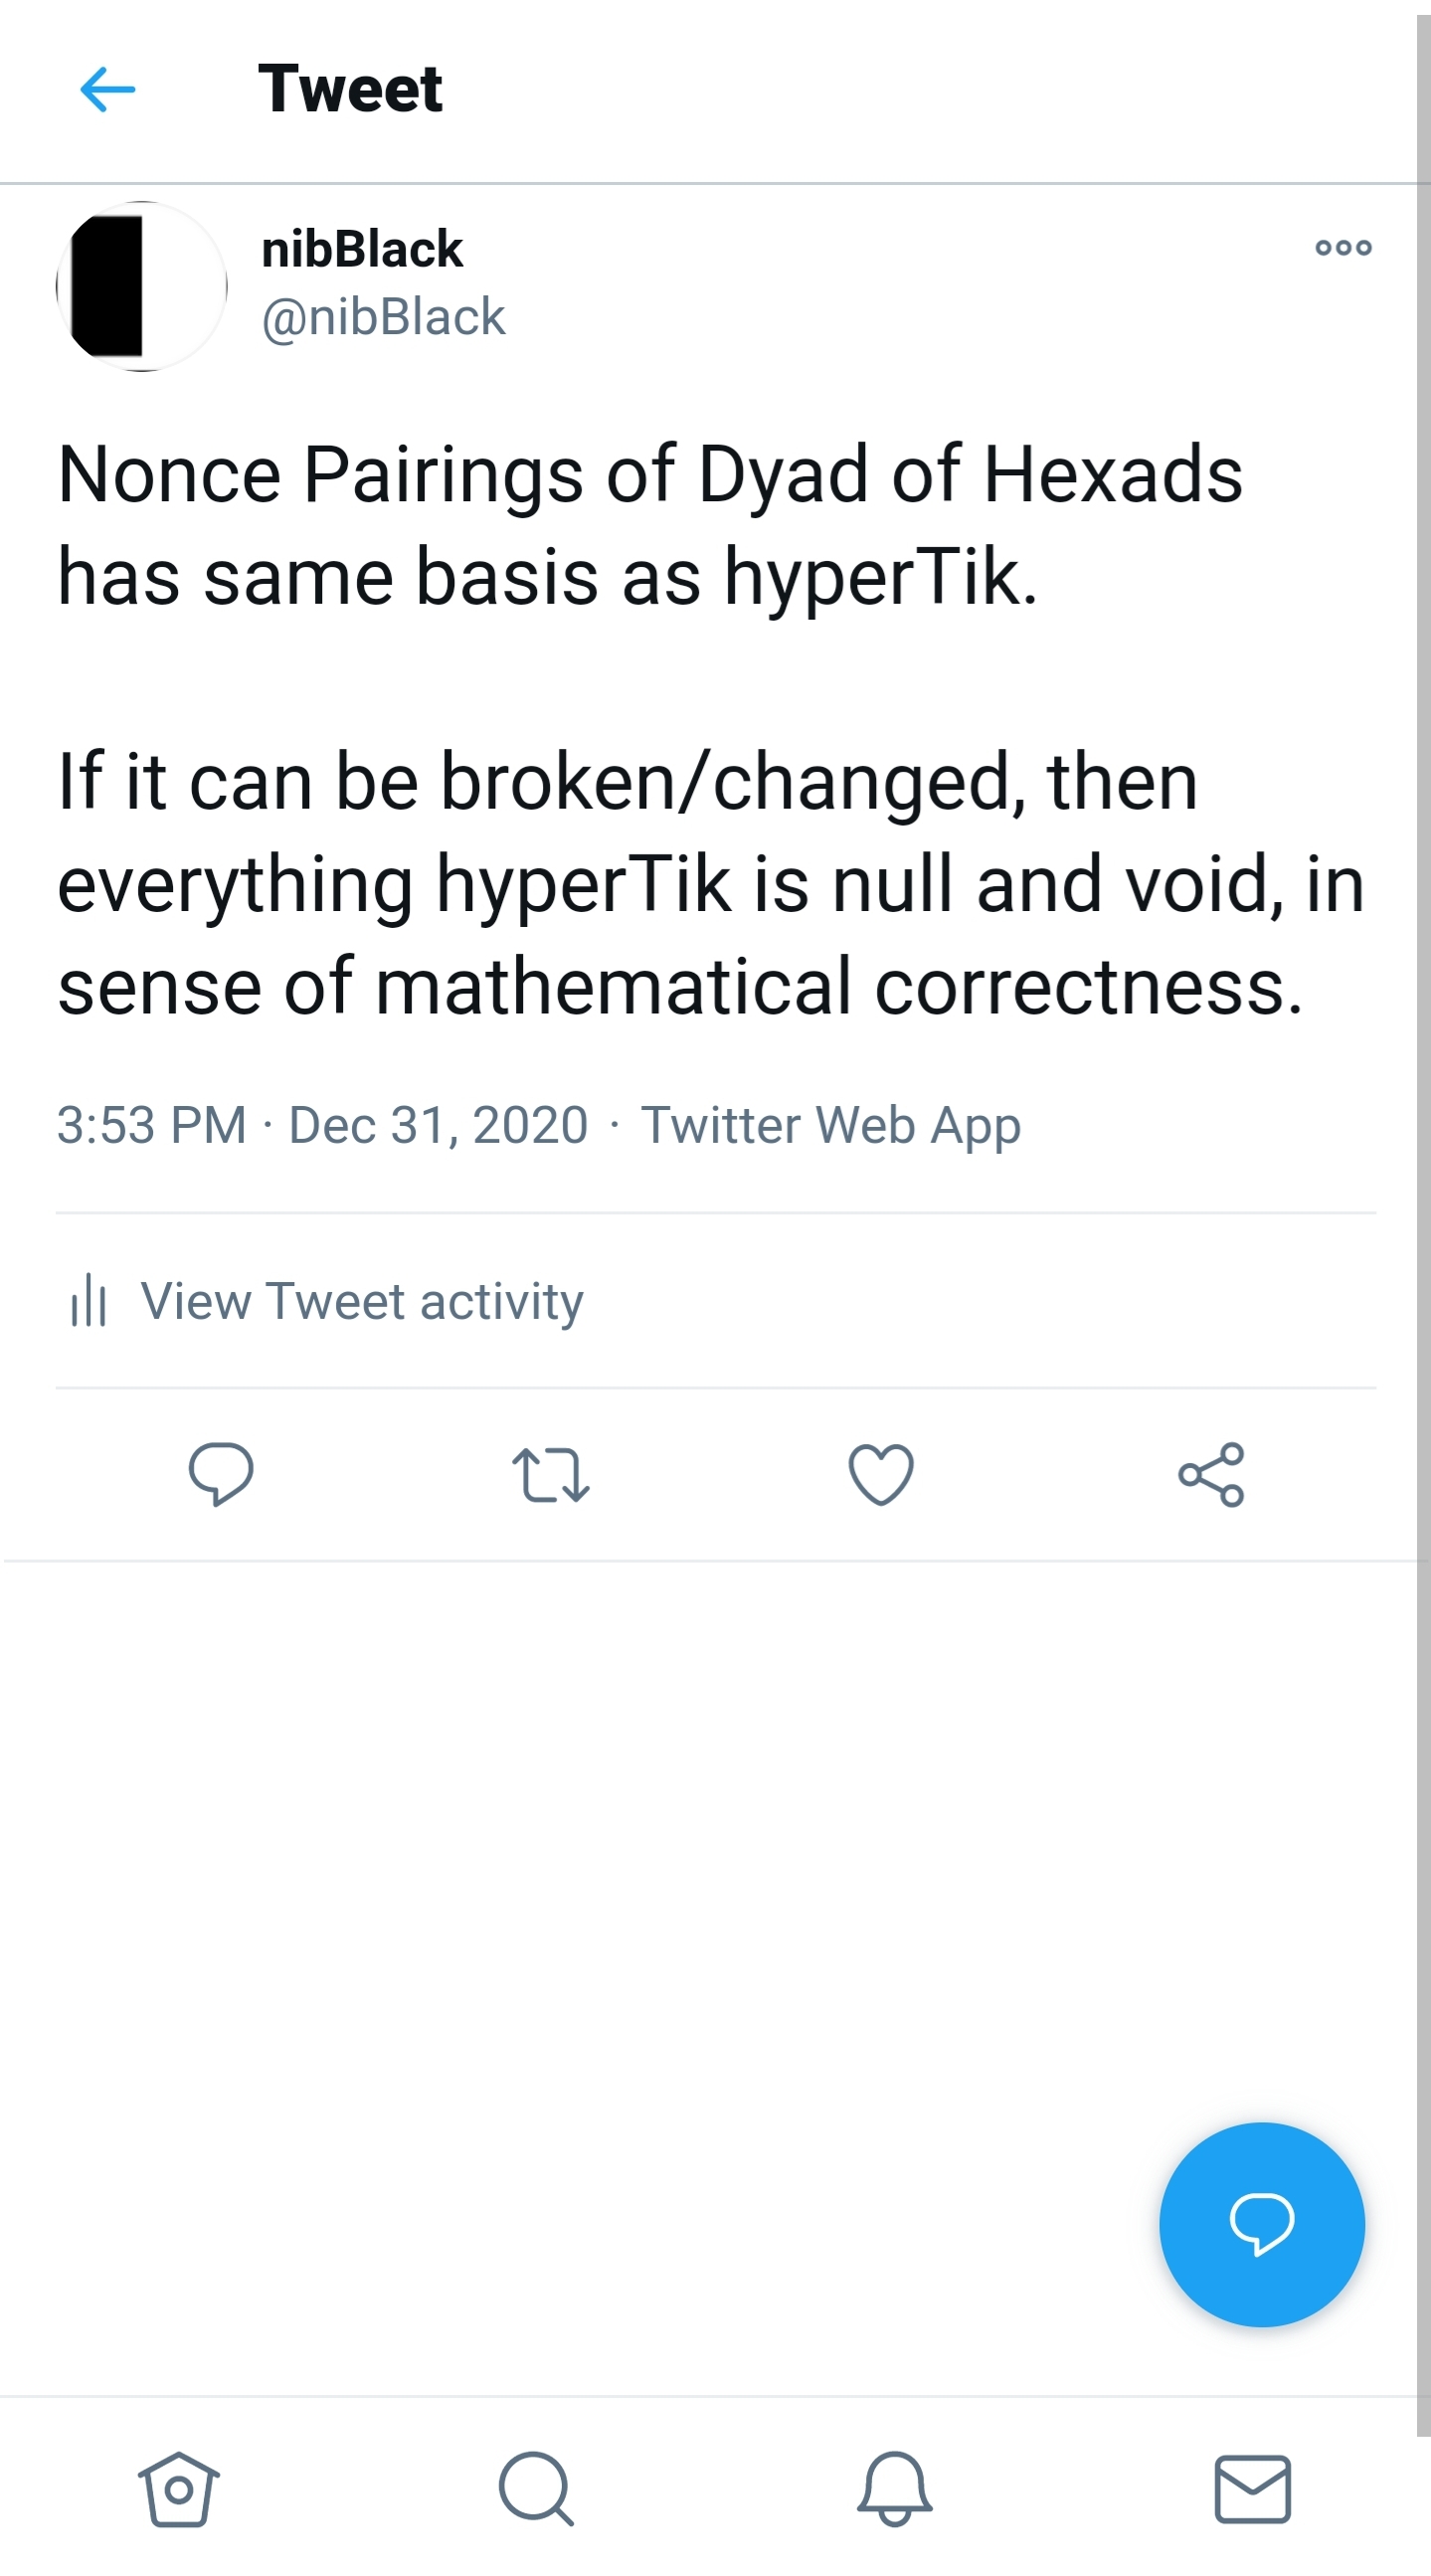 Tweet
nibBlack
@nibBlack
Nonce Pairings of Dyad of Hexads
has same basis as hyperTik.
If it can be broken/changed, then
everything hyperTik is null and void, in
sense of mathematical correctness.
3:53 PM · Dec 31, 2020 · Twitter Web App
View Tweet activity